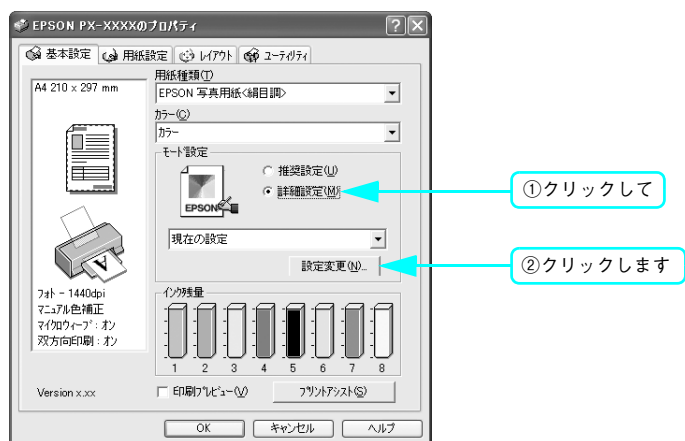 EPSON PX-XXXXのプロパティ
基本設定 用紙設定 レイアウト ユーティリティ
A4 210 x 297 mm
用紙種類(T)
EPSON 写真用紙<絹目調>
カラー(C)
カラー
モード設定
推奨設定(U)
詳細設定(M)
①クリックして
EPSON
現在の設定
設定変更(N)...
②クリックします
フォト - 1440dpi
マニュアル色補正
マイクロウィーブ: オン
双方向印刷: オン
インク残量
1 2 3 4 5 6 7 8
Version x.xx
印刷プレビュー(V)
プリントアシスト(S)
OK キャンセル ヘルプ